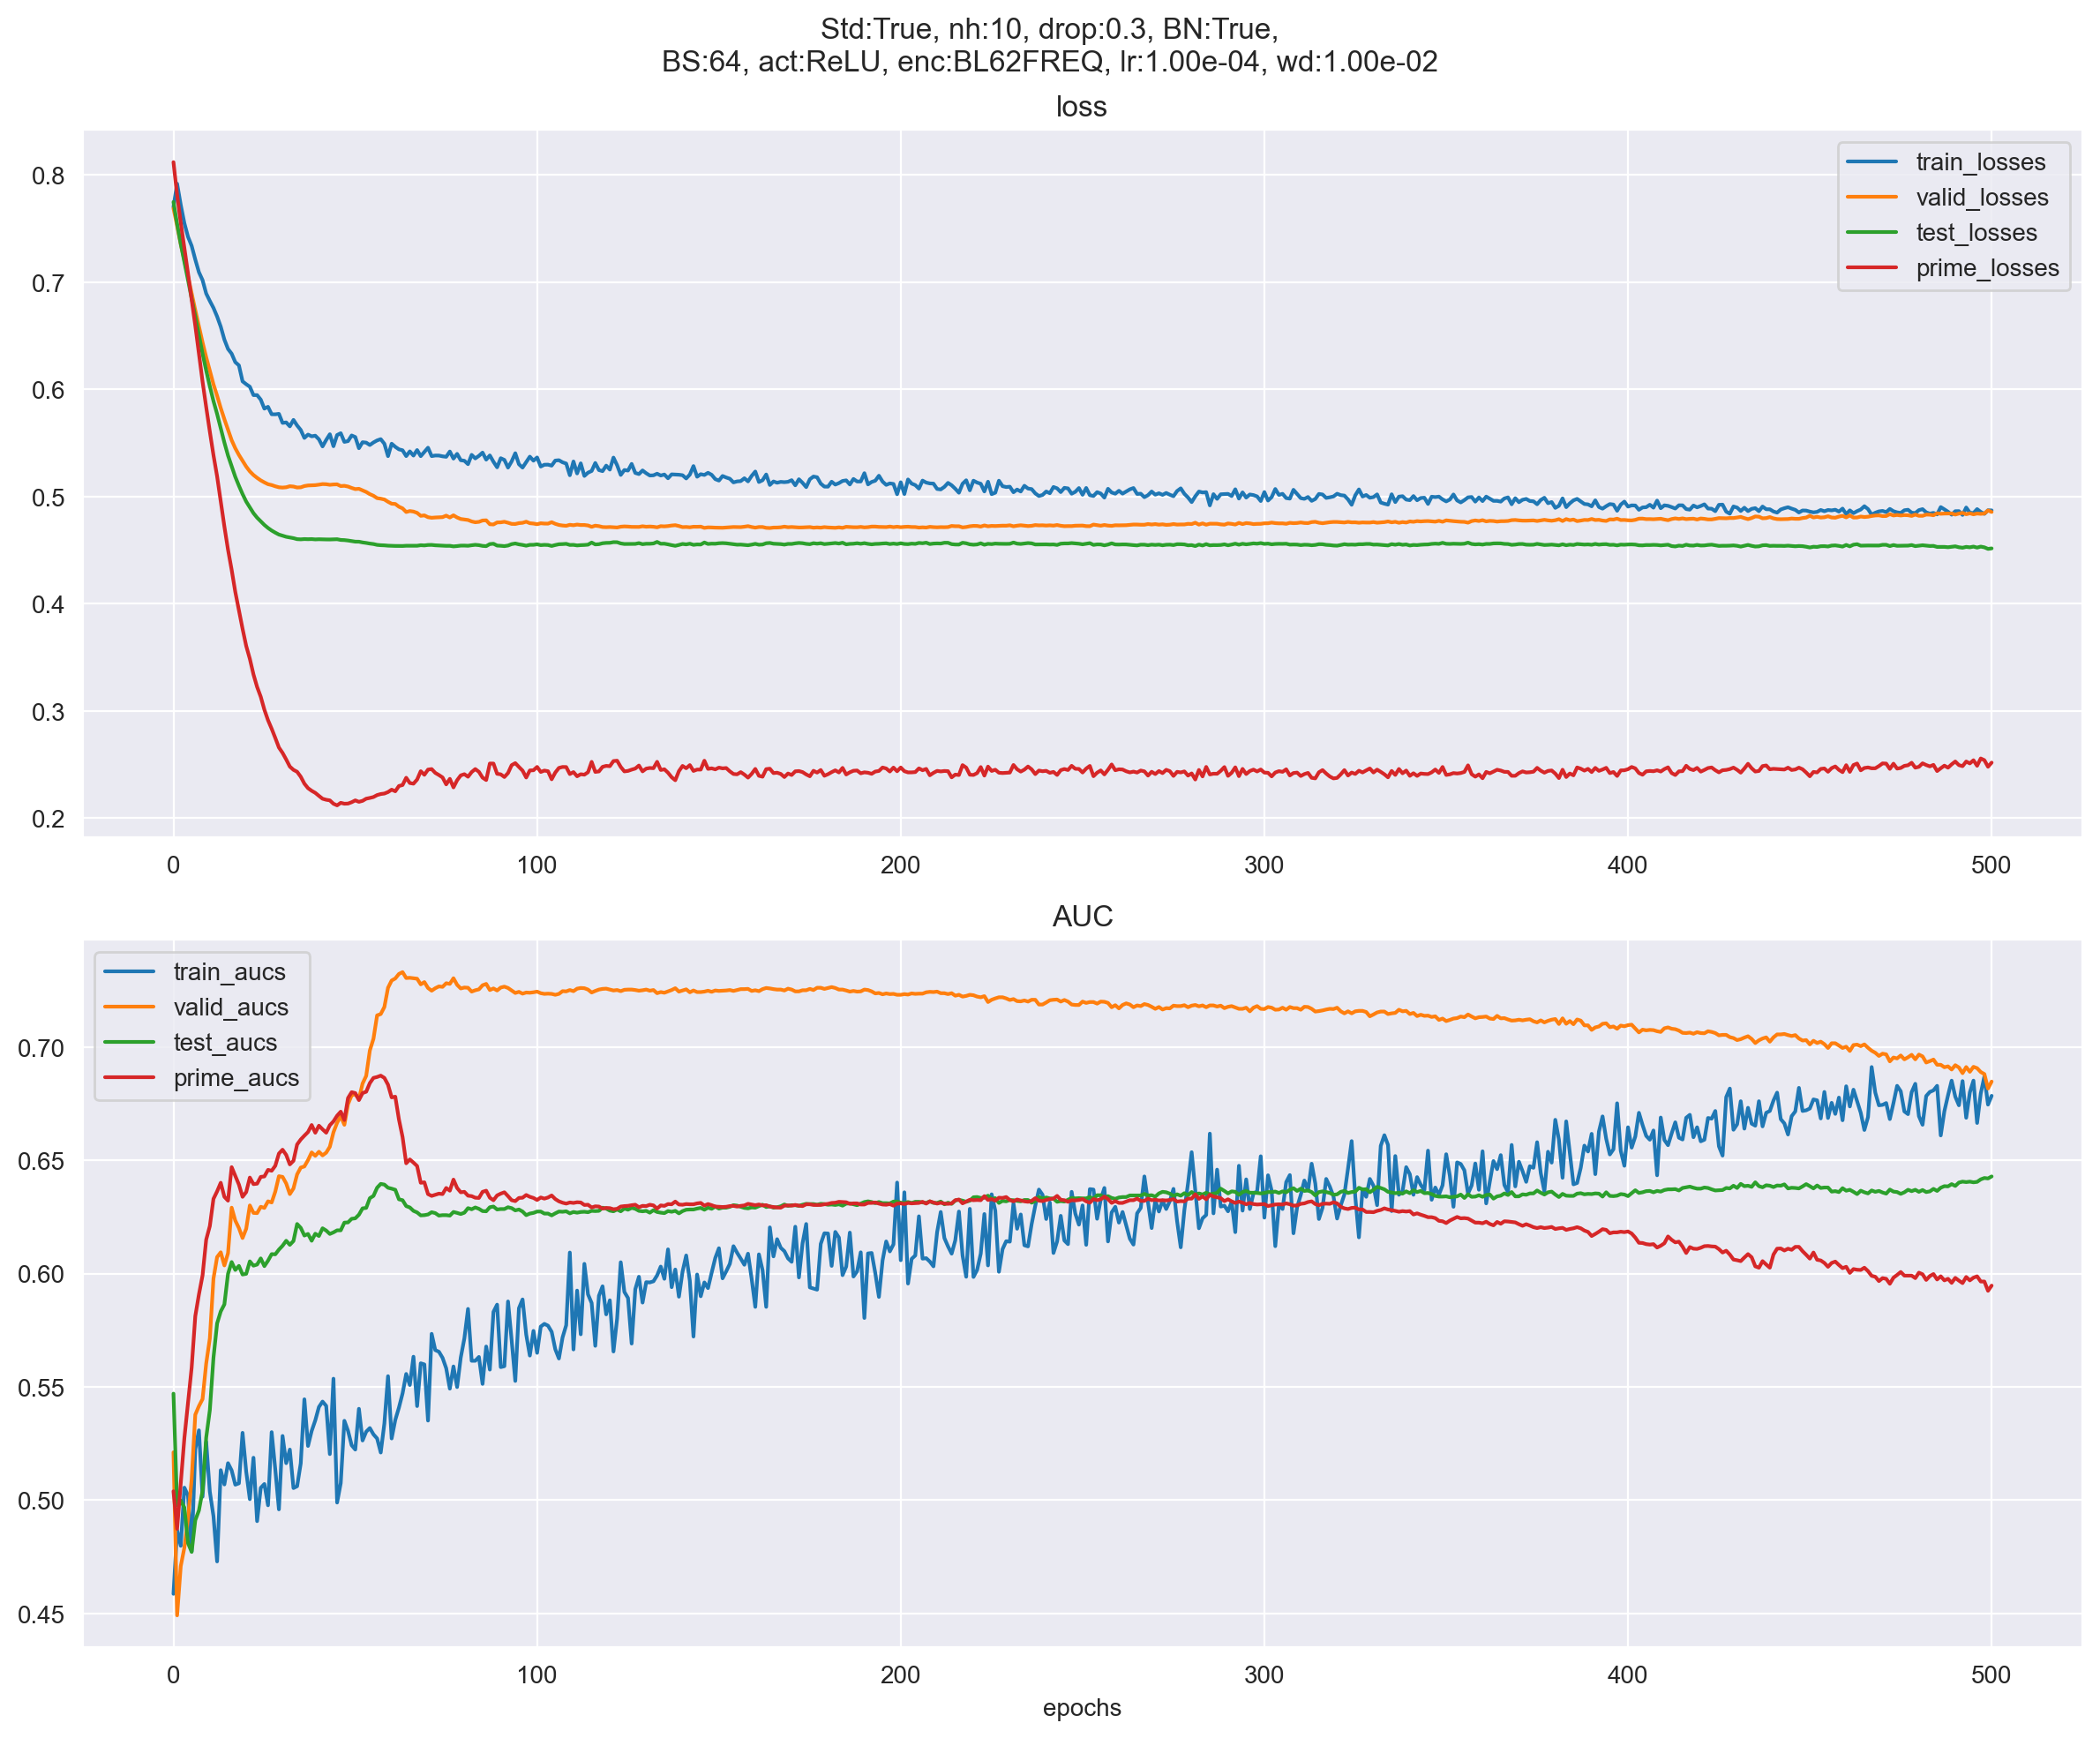 Std:True, nh:10, drop:0.3, BN:True,
BS:64, act:ReLU, enc:BL62FREQ, lr:1.00e-04, wd:1.00e-02
loss
0.8
0.7
0.6
0.5
0.4
0.3
0.2
train_losses
valid_losses
test_losses
prime_losses
0 100 200 300 400 500
AUC
train_aucs
valid_aucs
test_aucs
prime_aucs
0.70
0.65
0.60
0.55
0.50
0.45
0 100 200 300 400 500
epochs